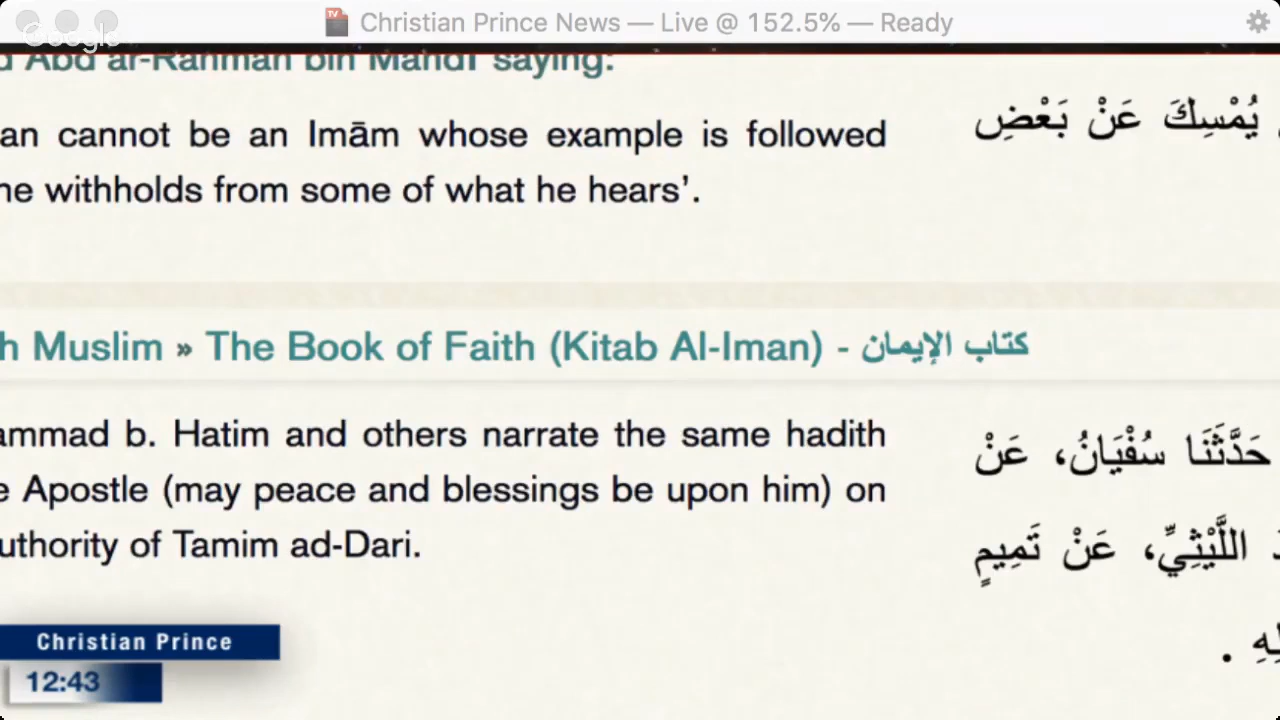 Christian Prince News — Live @ 152.5% — Ready
Google
Abd ar-Rahman bin Mahdī saying:
an cannot be an Imām whose example is followed
يُمْسِكَ عَنْ بَعْضِ
he withholds from some of what he hears’.
h Muslim » The Book of Faith (Kitab Al-Iman) - كتاب الإيمان
ammad b. Hatim and others narrate the same hadith
حَدَّثَنَا سُفْيَانُ، عَنْ
e Apostle (may peace and blessings be upon him) on
اللَّيْثِيِّ، عَنْ تَمِيمٍ
uthority of Tamim ad-Dari.
Christian Prince
12:43